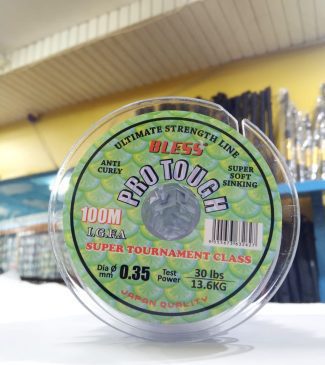 ULTIMATE STRENGTH LINE
BLESS
ANTI CURLY
SUPER SOFT SINKING
PRO TOUGH
100M
I.G.F.A
SUPER TOURNAMENT CLASS
Dia Ø mm 0.35
Test Power 30 lbs 13.6KG
JAPAN QUALITY